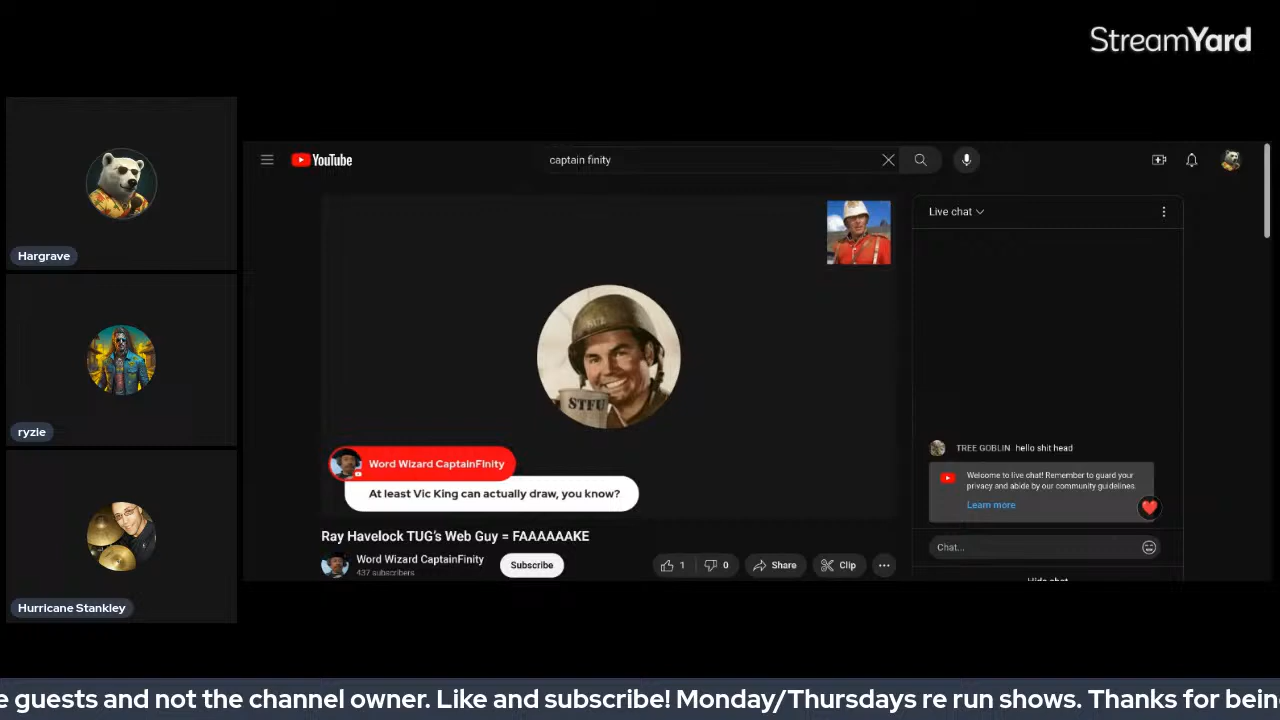 StreamYard
Hargrave
ryzie
Hurricane Stankley
YouTube
captain finity
STFU
Word Wizard CaptainFInity
At least Vic King can actually draw, you know?
Ray Havelock TUG's Web Guy = FAAAAAAKE
Word Wizard CaptainFInity
437 subscribers
Subscribe
1
0
Share
Clip
Live chat
TREE GOBLIN hello shit head
Welcome to live chat! Remember to guard your
privacy and abide by our community guidelines.
Learn more
Chat...
Hide chat
e guests and not the channel owner. Like and subscribe! Monday/Thursdays re run shows. Thanks for bein